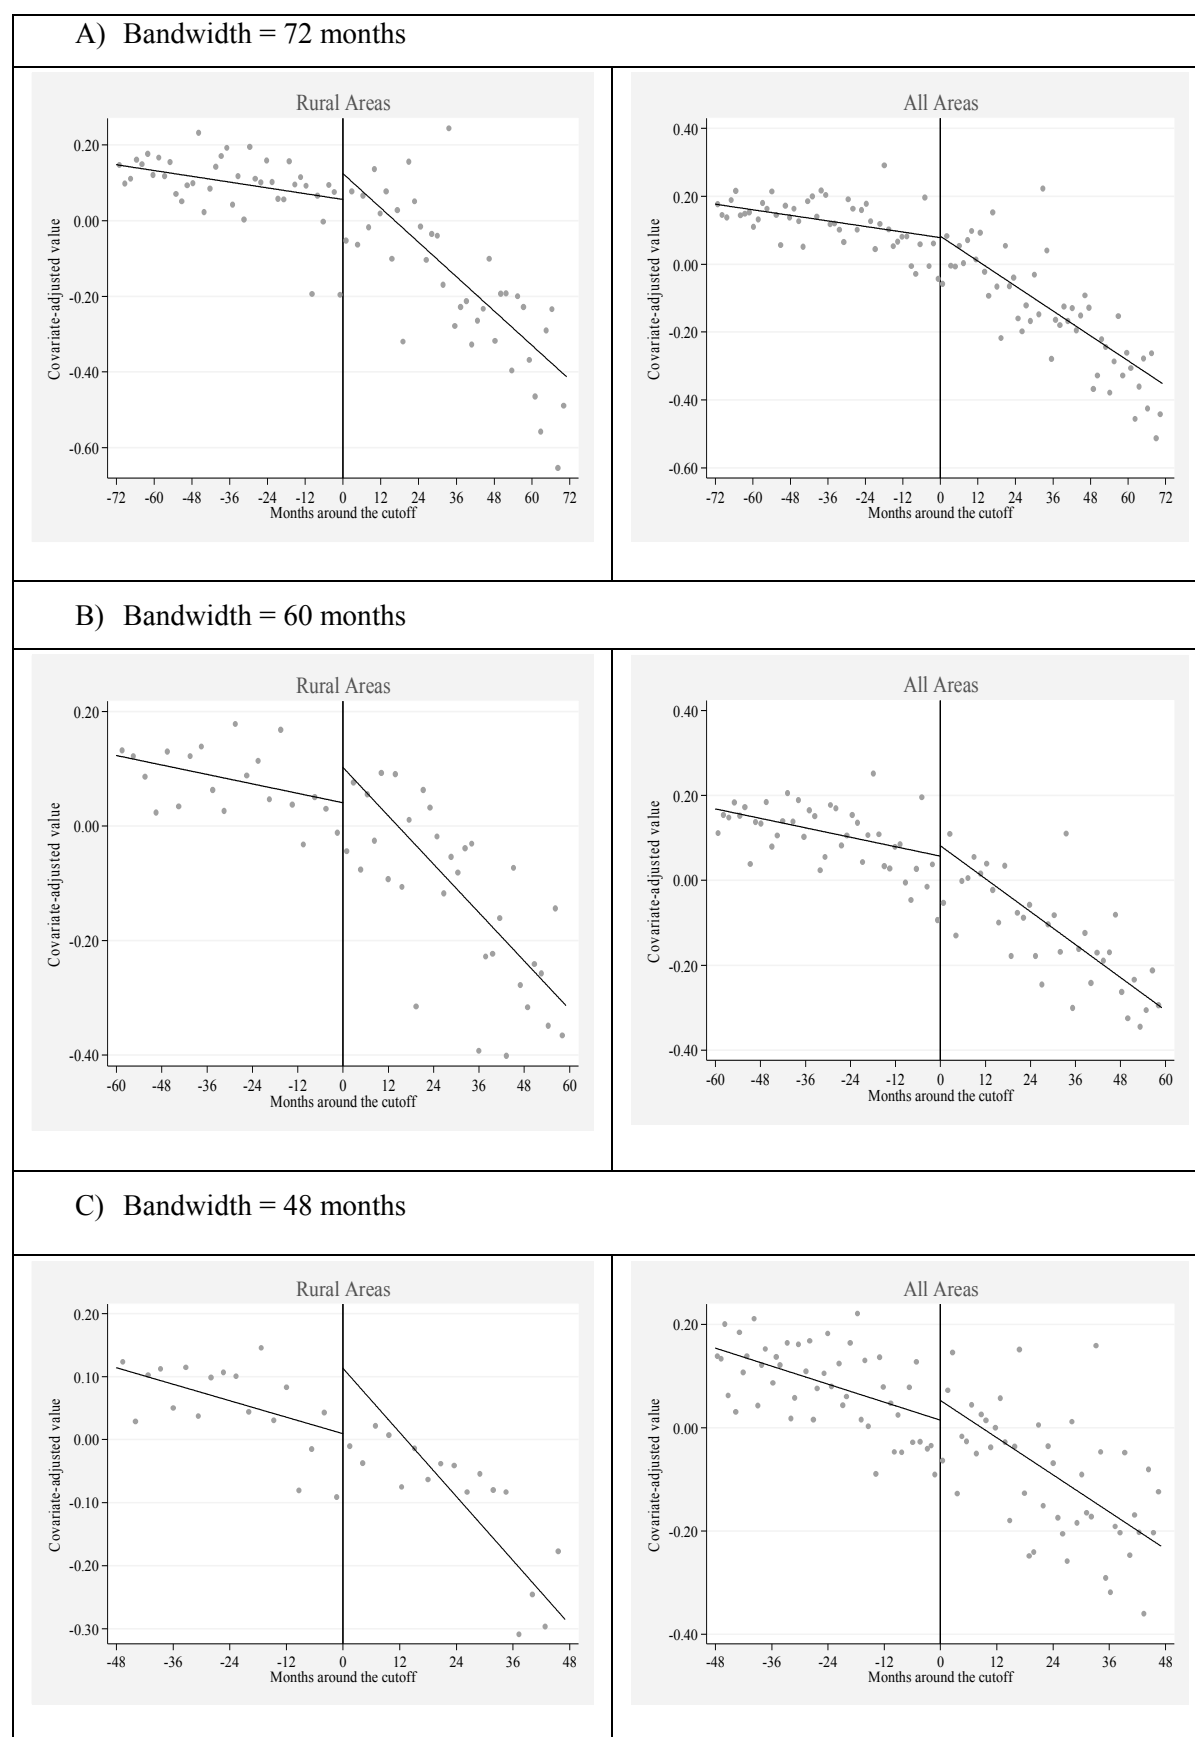 A) Bandwidth = 72 months
Rural Areas
Covariate-adjusted value
0.20
0.00
-0.20
-0.40
-0.60
-72 -60 -48 -36 -24 -12 0 12 24 36 48 60 72
Months around the cutoff
All Areas
Covariate-adjusted value
0.40
0.20
0.00
-0.20
-0.40
-0.60
-72 -60 -48 -36 -24 -12 0 12 24 36 48 60 72
Months around the cutoff
B) Bandwidth = 60 months
Rural Areas
Covariate-adjusted value
0.20
0.00
-0.20
-0.40
-60 -48 -36 -24 -12 0 12 24 36 48 60
Months around the cutoff
All Areas
Covariate-adjusted value
0.40
0.20
0.00
-0.20
-0.40
-60 -48 -36 -24 -12 0 12 24 36 48 60
Months around the cutoff
C) Bandwidth = 48 months
Rural Areas
Covariate-adjusted value
0.20
0.10
0.00
-0.10
-0.20
-0.30
-48 -36 -24 -12 0 12 24 36 48
Months around the cutoff
All Areas
Covariate-adjusted value
0.20
0.00
-0.20
-0.40
-48 -36 -24 -12 0 12 24 36 48
Months around the cutoff